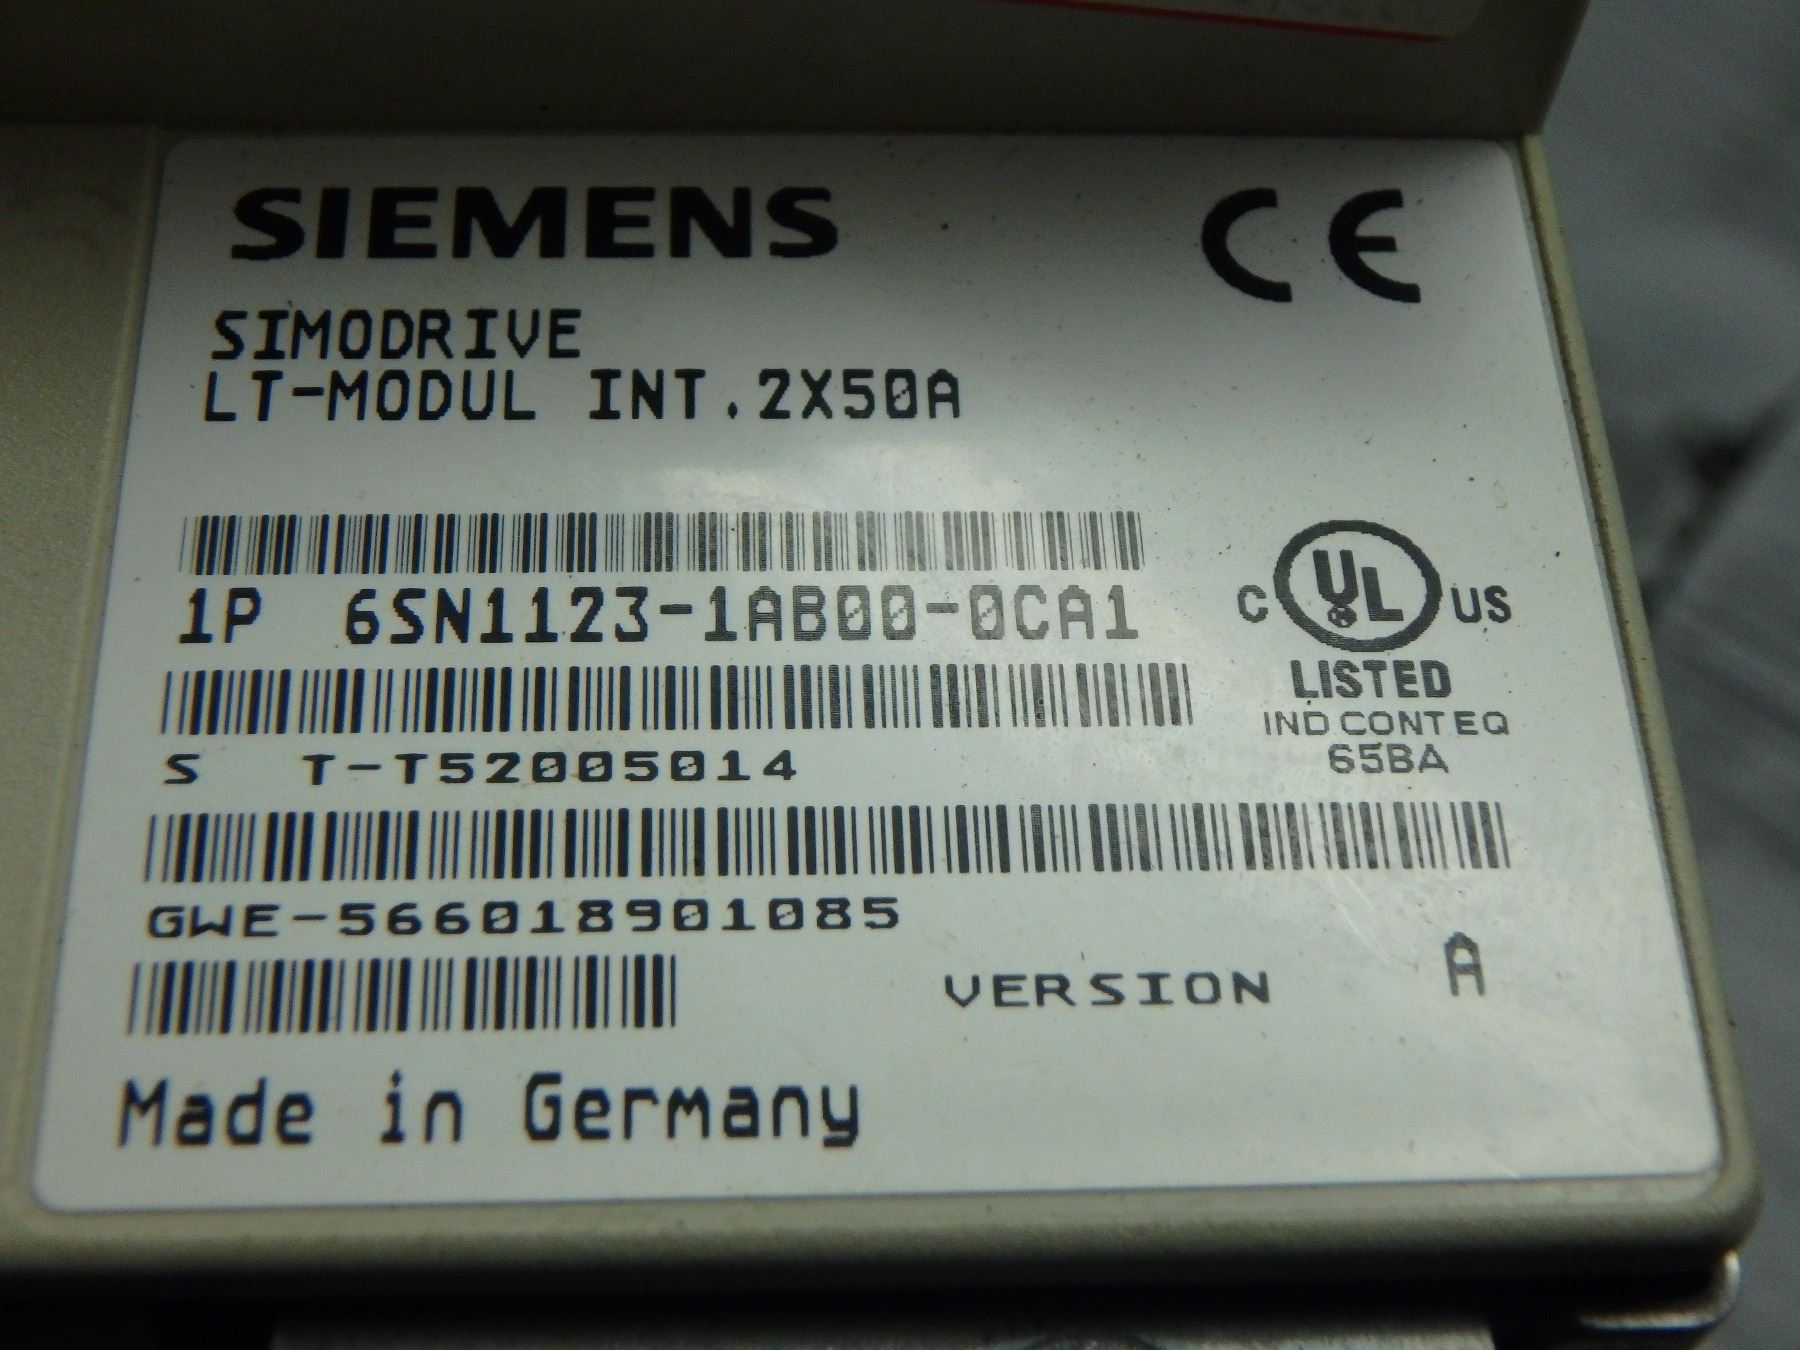 SIEMENS
CE
SIMODRIVE
LT-MODUL INT.2X50A
1P 6SN1123-1AB00-0CA1
C UL US
LISTED
IND.CONT.EQ
65BA
S T-T52005014
GWE-566018901085
VERSION A
Made in Germany